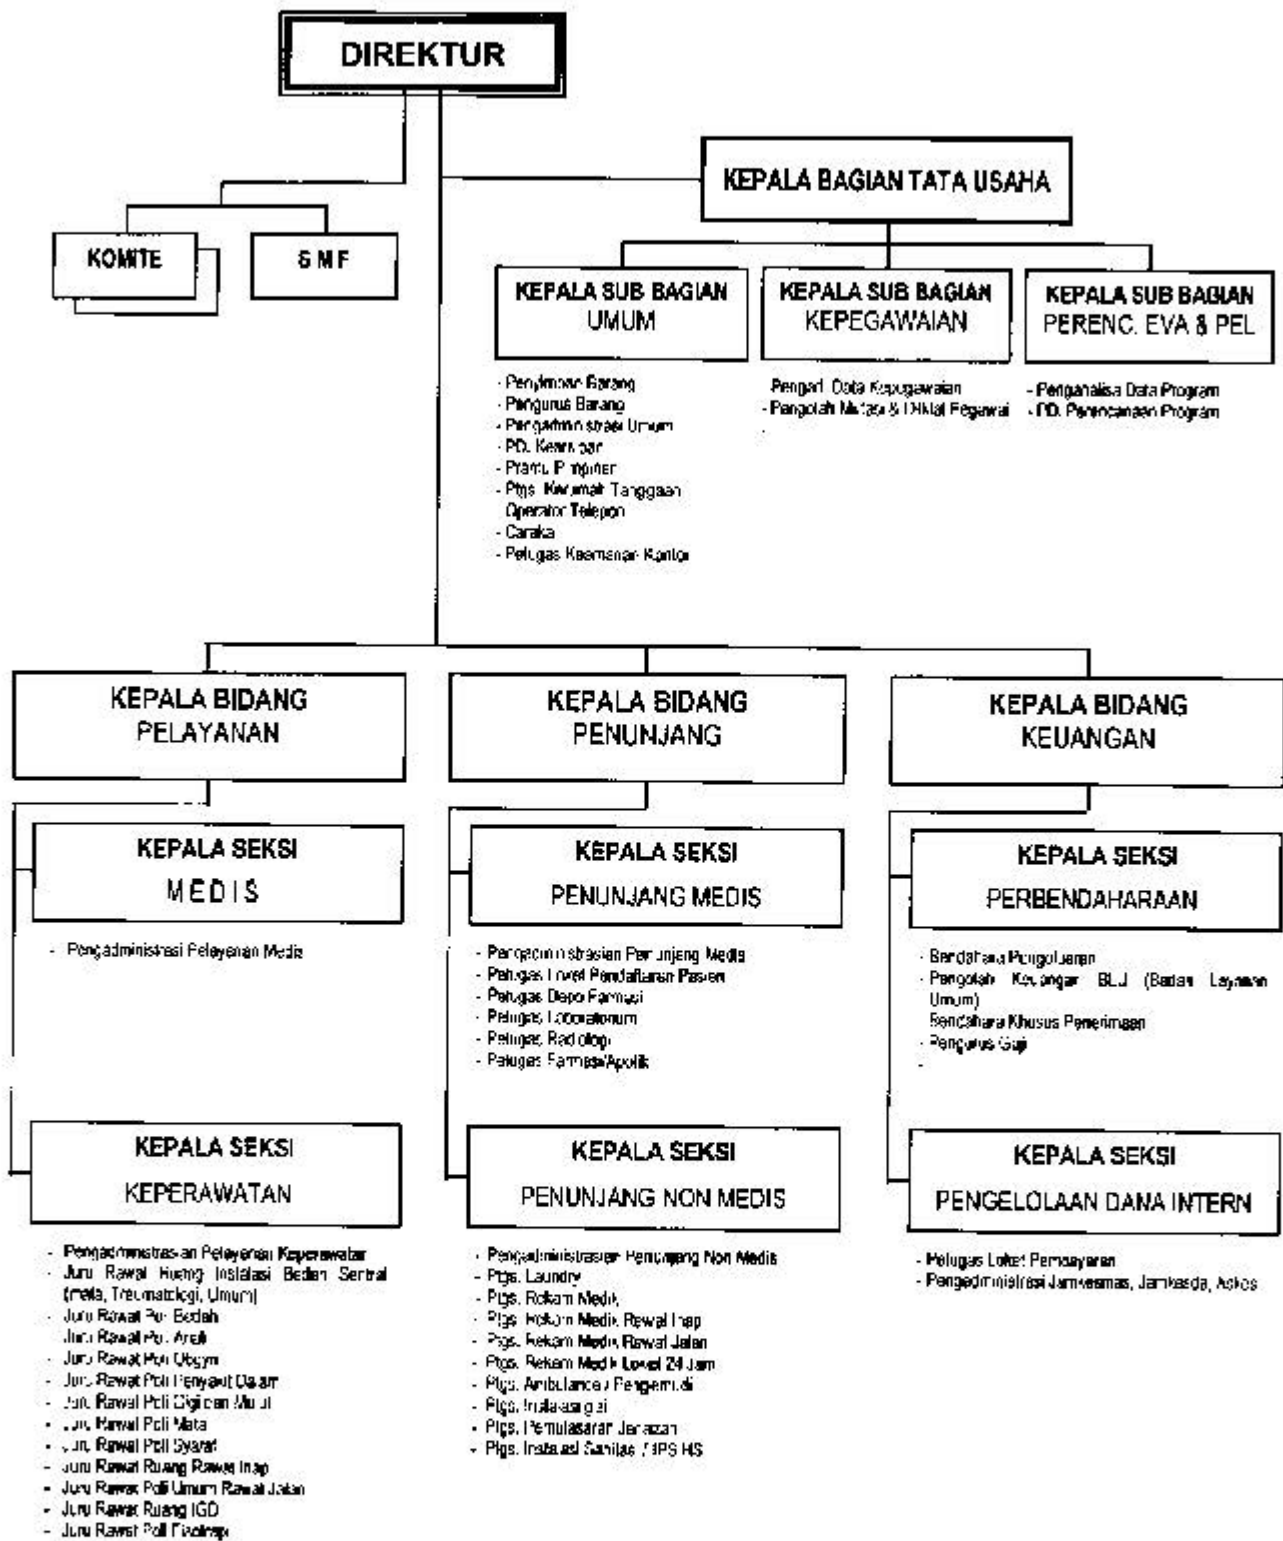 DIREKTUR
KEPALA BAGIAN TATA USAHA
KOMITE
S M F
KEPALA SUB BAGIAN
UMUM
KEPALA SUB BAGIAN
KEPEGAWAIAN
KEPALA SUB BAGIAN
PERENC. EVA & PEL
- Penyimpan Barang
- Pengurus Barang
- Pengadministrasi Umum
- PD. Kearsipan
- Pramu Pimpinan
- Ptgs. Kerumah Tanggaan
Operator Telepon
- Caraka
- Petugas Keamanan Kantor
Pengad. Data Kepegawaian
- Pengolah Mutasi & Diklat Pegawai
-
- Penganalisa Data Program
- PD. Perencanaan Program
KEPALA BIDANG
PELAYANAN
KEPALA BIDANG
PENUNJANG
KEPALA BIDANG
KEUANGAN
KEPALA SEKSI
M E D I S
- Pengadministrasi Pelayanan Medis
KEPALA SEKSI
PENUNJANG MEDIS
- Pengadministrasian Penunjang Medis
- Petugas Loket Pendaftaran Pasien
- Petugas Depo Farmasi
- Petugas Laboratorium
- Petugas Radiologi
- Petugas Farmasi/Apotik
KEPALA SEKSI
PERBENDAHARAAN
- Bendahara Pengeluaran
- Pengolah Keuangan BLU (Badan Layanan
Umum)
Bendahara Khusus Penerimaan
- Pengurus Gaji
-
KEPALA SEKSI
KEPERAWATAN
- Pengadministrasian Pelayanan Keperawatan
- Juru Rawat Ruang Instalasi Bedah Sentral
(mata, Traumatologi, Umum)
- Juru Rawat Poli Bedah
Juru Rawat Poli Anak
- Juru Rawat Poli Obgyn
- Juru Rawat Poli Penyakit Dalam
- Juru Rawat Poli Gigi dan Mulut
- Juru Rawat Poli Mata
- Juru Rawat Poli Syaraf
- Juru Rawat Ruang Rawat Inap
- Juru Rawat Poli Umum Rawat Jalan
- Juru Rawat Ruang IGD
- Juru Rawat Poli Fisioterapi
KEPALA SEKSI
PENUNJANG NON MEDIS
- Pengadministrasian Penunjang Non Medis
- Ptgs. Laundry
- Ptgs. Rekam Medik
- Ptgs. Rekam Medik Rawat Inap
- Ptgs. Rekam Medik Rawat Jalan
- Ptgs. Rekam Medik Loket 24 Jam
- Ptgs. Ambulance / Pengemudi
- Ptgs. Instalasi gizi
- Ptgs. Pemulasaran Jenazah
- Ptgs. Instalasi Sanitasi /
KEPALA SEKSI
PENGELOLAAN DANA INTERN
- Petugas Loket Pembayaran
- Pengadministrasi Jamkesmas, Jamkesda, Askes